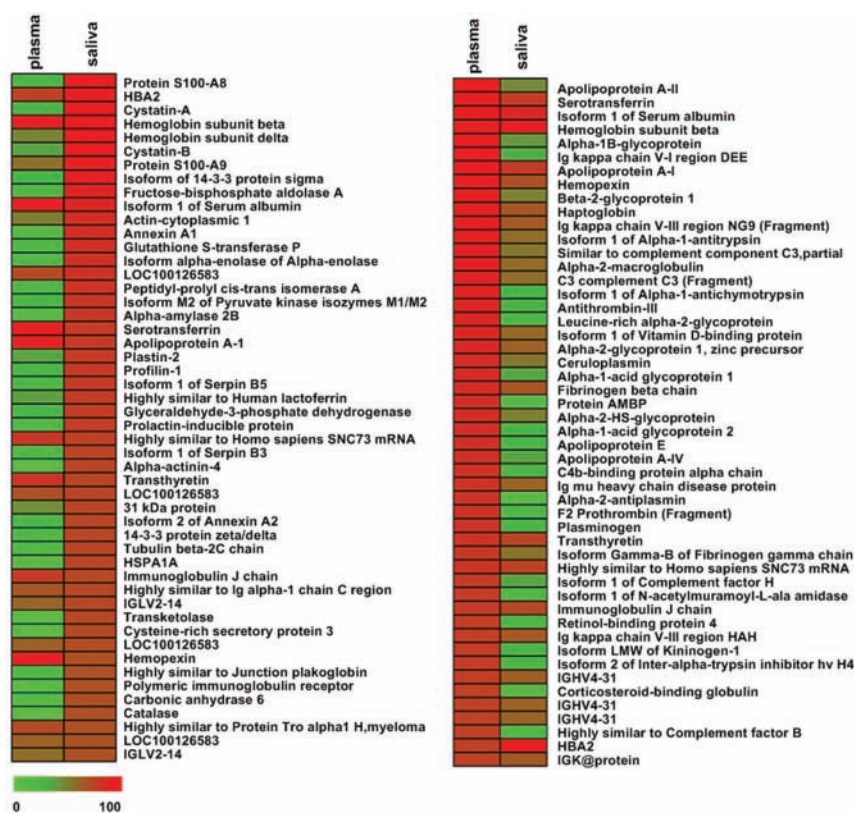 plasma
saliva
Protein S100-A8
HBA2
Cystatin-A
Hemoglobin subunit beta
Hemoglobin subunit delta
Cystatin-B
Protein S100-A9
Isoform of 14-3-3 protein sigma
Fructose-bisphosphate aldolase A
Isoform 1 of Serum albumin
Actin-cytoplasmic 1
Annexin A1
Glutathione S-transferase P
Isoform alpha-enolase of Alpha-enolase
LOC100126583
Peptidyl-prolyl cis-trans isomerase A
Isoform M2 of Pyruvate kinase isozymes M1/M2
Alpha-amylase 2B
Serotransferrin
Apolipoprotein A-1
Plastin-2
Profilin-1
Isoform 1 of Serpin B5
Highly similar to Human lactoferrin
Glyceraldehyde-3-phosphate dehydrogenase
Prolactin-inducible protein
Highly similar to Homo sapiens SNC73 mRNA
Isoform 1 of Serpin B3
Alpha-actinin-4
Transthyretin
LOC100126583
31 kDa protein
Isoform 2 of Annexin A2
14-3-3 protein zeta/delta
Tubulin beta-2C chain
HSPA1A
Immunoglobulin J chain
Highly similar to Ig alpha-1 chain C region
IGLV2-14
Transketolase
Cysteine-rich secretory protein 3
LOC100126583
Hemopexin
Highly similar to Junction plakoglobin
Polymeric immunoglobulin receptor
Carbonic anhydrase 6
Catalase
Highly similar to Protein Tro alpha1 H,myeloma
LOC100126583
IGLV2-14
0 100
plasma
saliva
Apolipoprotein A-II
Serotransferrin
Isoform 1 of Serum albumin
Hemoglobin subunit beta
Alpha-1B-glycoprotein
Ig kappa chain V-I region DEE
Apolipoprotein A-I
Hemopexin
Beta-2-glycoprotein 1
Haptoglobin
Ig kappa chain V-III region NG9 (Fragment)
Isoform 1 of Alpha-1-antitrypsin
Similar to complement component C3,partial
Alpha-2-macroglobulin
C3 complement C3 (Fragment)
Isoform 1 of Alpha-1-antichymotrypsin
Antithrombin-III
Leucine-rich alpha-2-glycoprotein
Isoform 1 of Vitamin D-binding protein
Alpha-2-glycoprotein 1, zinc precursor
Ceruloplasmin
Alpha-1-acid glycoprotein 1
Fibrinogen beta chain
Protein AMBP
Alpha-2-HS-glycoprotein
Alpha-1-acid glycoprotein 2
Apolipoprotein E
Apolipoprotein A-IV
C4b-binding protein alpha chain
Ig mu heavy chain disease protein
Alpha-2-antiplasmin
F2 Prothrombin (Fragment)
Plasminogen
Transthyretin
Isoform Gamma-B of Fibrinogen gamma chain
Highly similar to Homo sapiens SNC73 mRNA
Isoform 1 of Complement factor H
Isoform 1 of N-acetylmuramoyl-L-ala amidase
Immunoglobulin J chain
Retinol-binding protein 4
Ig kappa chain V-III region HAH
Isoform LMW of Kininogen-1
Isoform 2 of Inter-alpha-trypsin inhibitor hv H4
IGHV4-31
Corticosteroid-binding globulin
IGHV4-31
IGHV4-31
Highly similar to Complement factor B
HBA2
IGK@protein